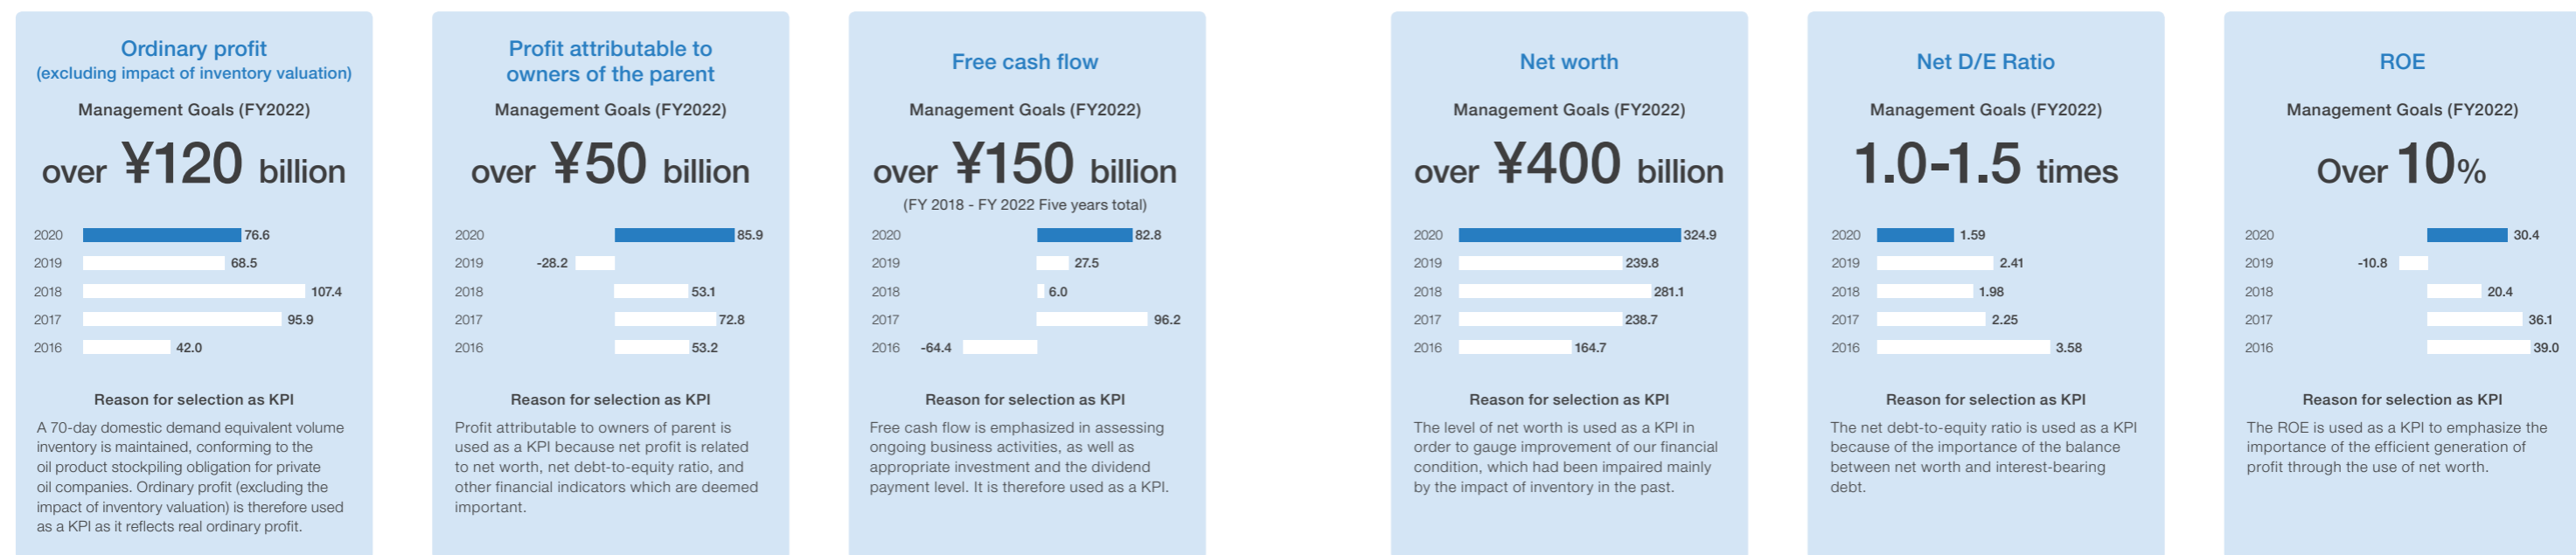 Ordinary profit
(excluding impact of inventory valuation)
Management Goals (FY2022)
over ¥120 billion
2020 76.6
2019 68.5
2018 107.4
2017 95.9
2016 42.0
Reason for selection as KPI
A 70-day domestic demand equivalent volume
inventory is maintained, conforming to the
oil product stockpiling obligation for private
oil companies. Ordinary profit (excluding the
impact of inventory valuation) is therefore used
as a KPI as it reflects real ordinary profit.
Profit attributable to
owners of the parent
Management Goals (FY2022)
over ¥50 billion
2020 85.9
2019 -28.2
2018 53.1
2017 72.8
2016 53.2
Reason for selection as KPI
Profit attributable to owners of parent is
used as a KPI because net profit is related
to net worth, net debt-to-equity ratio, and
other financial indicators which are deemed
important.
Free cash flow
Management Goals (FY2022)
over ¥150 billion
(FY 2018 - FY 2022 Five years total)
2020 82.8
2019 27.5
2018 6.0
2017 96.2
2016 -64.4
Reason for selection as KPI
Free cash flow is emphasized in assessing
ongoing business activities, as well as
appropriate investment and the dividend
payment level. It is therefore used as a KPI.
Net worth
Management Goals (FY2022)
over ¥400 billion
2020 324.9
2019 239.8
2018 281.1
2017 238.7
2016 164.7
Reason for selection as KPI
The level of net worth is used as a KPI in
order to gauge improvement of our financial
condition, which had been impaired mainly
by the impact of inventory in the past.
Net D/E Ratio
Management Goals (FY2022)
1.0-1.5 times
2020 1.59
2019 2.41
2018 1.98
2017 2.25
2016 3.58
Reason for selection as KPI
The net debt-to-equity ratio is used as a KPI
because of the importance of the balance
between net worth and interest-bearing
debt.
ROE
Management Goals (FY2022)
Over 10%
2020 30.4
2019 -10.8
2018 20.4
2017 36.1
2016 39.0
Reason for selection as KPI
The ROE is used as a KPI to emphasize the
importance of the efficient generation of
profit through the use of net worth.